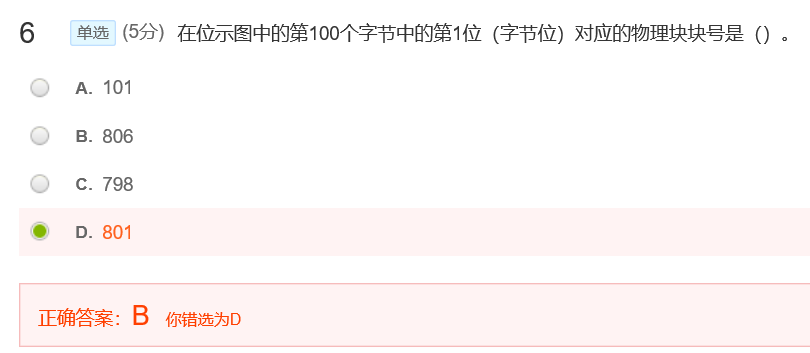 6 单选 (5分) 在位示图中的第100个字节中的第1位（字节位）对应的物理块块号是（）。
A. 101
B. 806
C. 798
D. 801
正确答案：B 你错选为D